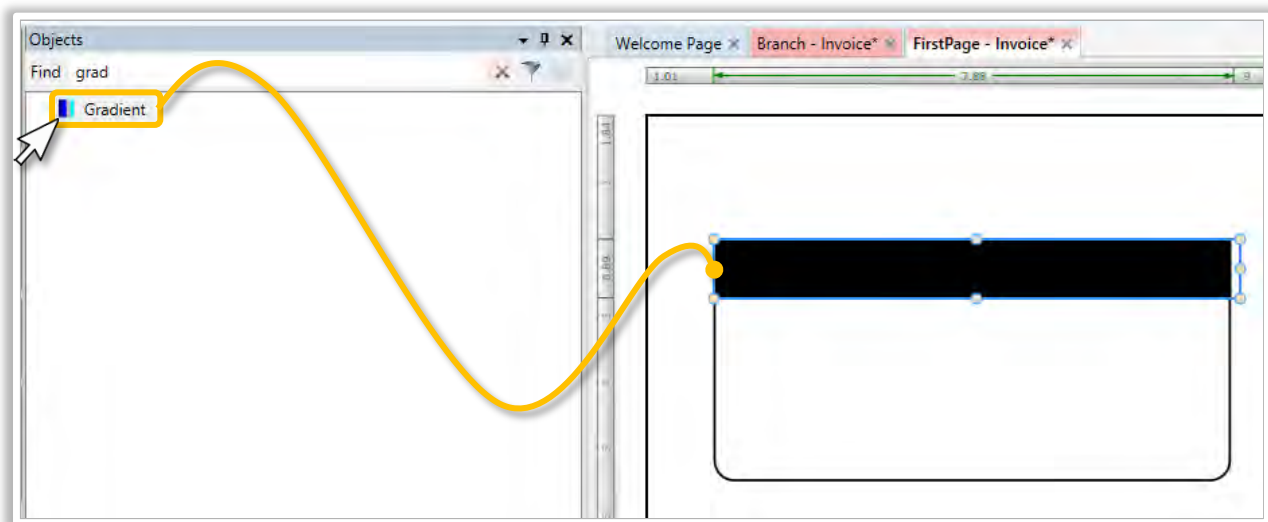 Objects
Find grad
Gradient
Welcome Page Branch - Invoice* FirstPage - Invoice*
1.01 7.88 9
1.84
0.89